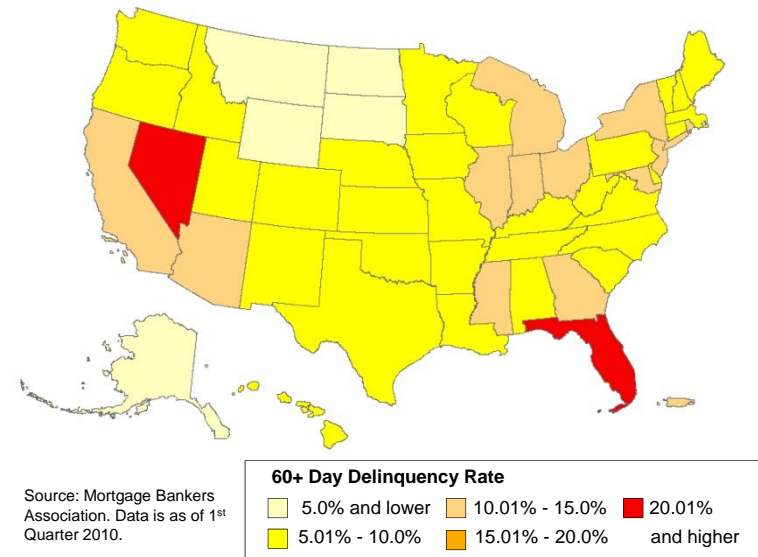 60+ Day Delinquency Rate
5.0% and lower
10.01% - 15.0%
20.01%
5.01% - 10.0%
15.01% - 20.0%
and higher
Source: Mortgage Bankers
Association. Data is as of 1st
Quarter 2010.